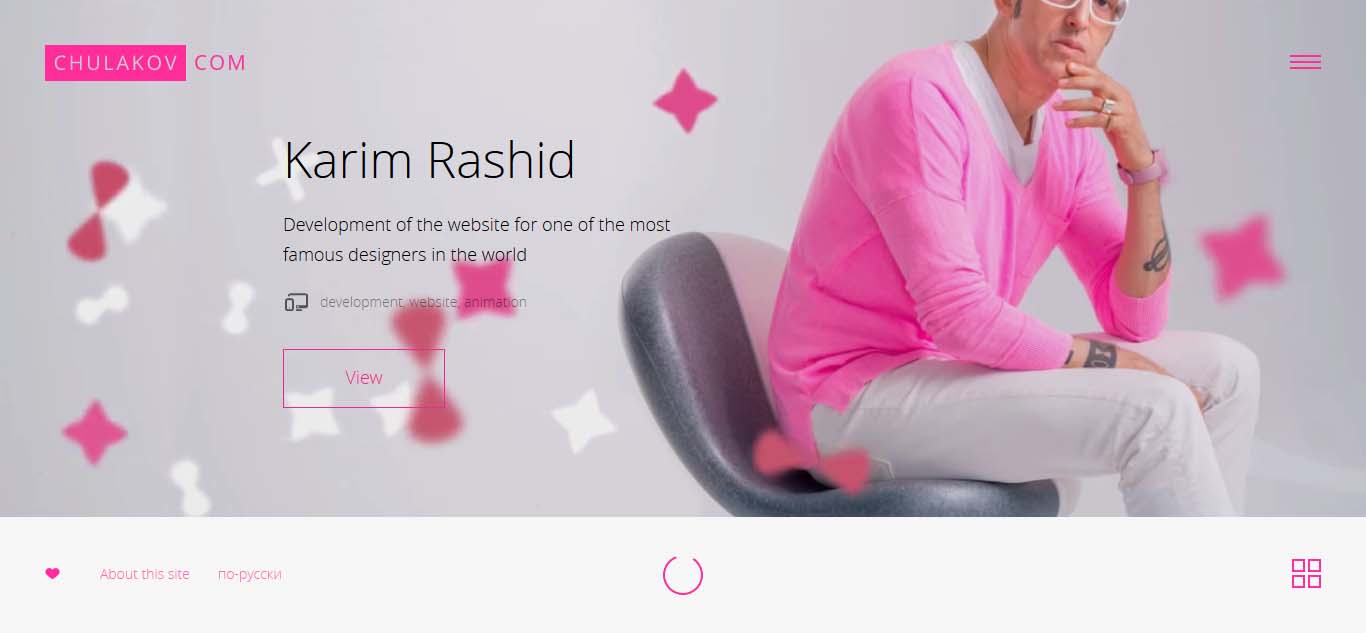 CHULAKOV COM
Karim Rashid
Development of the website for one of the most
famous designers in the world
development, website, animation
View
About this site
по-русски